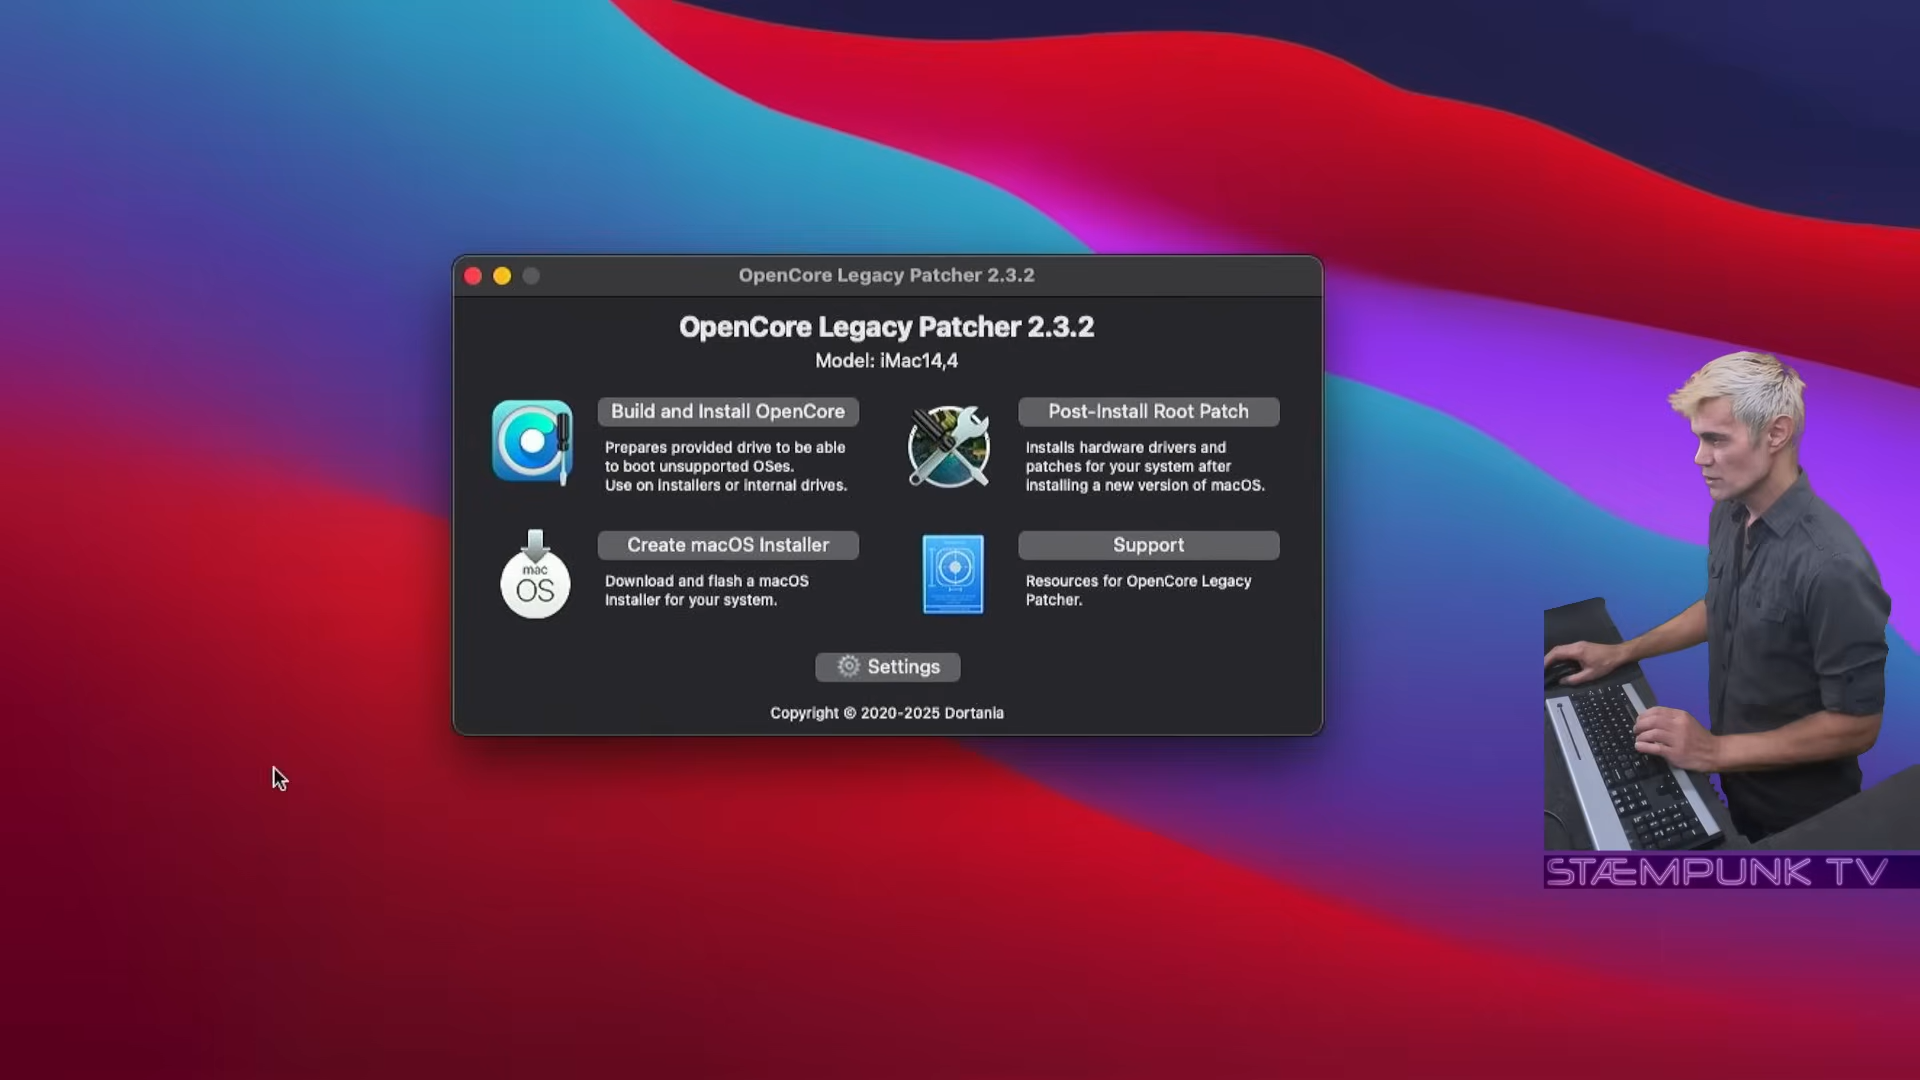 OpenCore Legacy Patcher 2.3.2
OpenCore Legacy Patcher 2.3.2
Model: iMac14,4
Build and Install OpenCore
Prepares provided drive to be able
to boot unsupported OSes.
Use on Installers or internal drives.
Post-Install Root Patch
Installs hardware drivers and
patches for your system after
installing a new version of macOS.
mac
OS
Create macOS Installer
Download and flash a macOS
Installer for your system.
Support
Resources for OpenCore Legacy
Patcher.
Settings
Copyright © 2020-2025 Dortania
STÆMPUNK TV